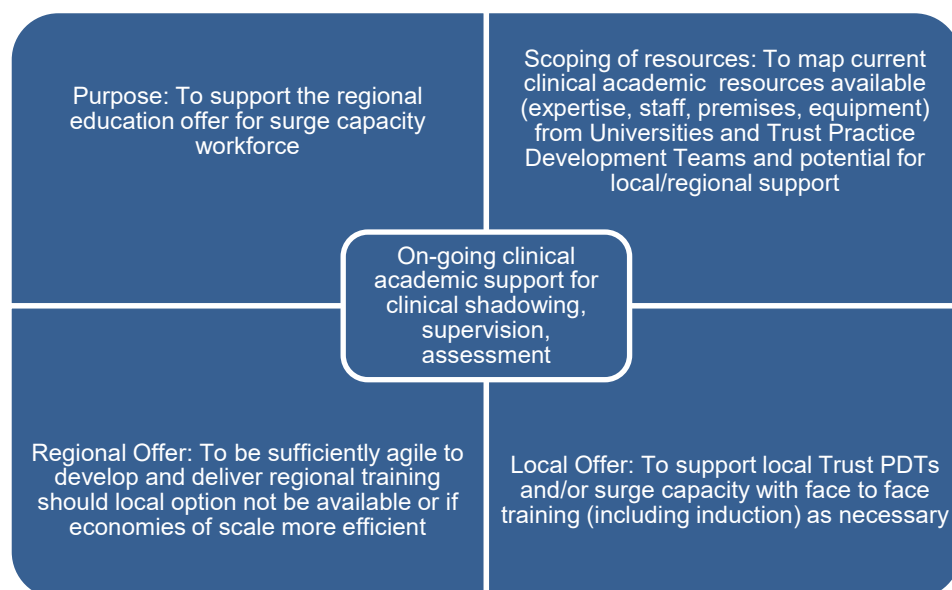 Purpose: To support the regional
education offer for surge capacity
workforce
Scoping of resources: To map current
clinical academic resources available
(expertise, staff, premises, equipment)
from Universities and Trust Practice
Development Teams and potential for
local/regional support
On-going clinical
academic support for
clinical shadowing,
supervision,
assessment
Regional Offer: To be sufficiently agile to
develop and deliver regional training
should local option not be available or if
economies of scale more efficient
Local Offer: To support local Trust PDTs
and/or surge capacity with face to face
training (including induction) as necessary